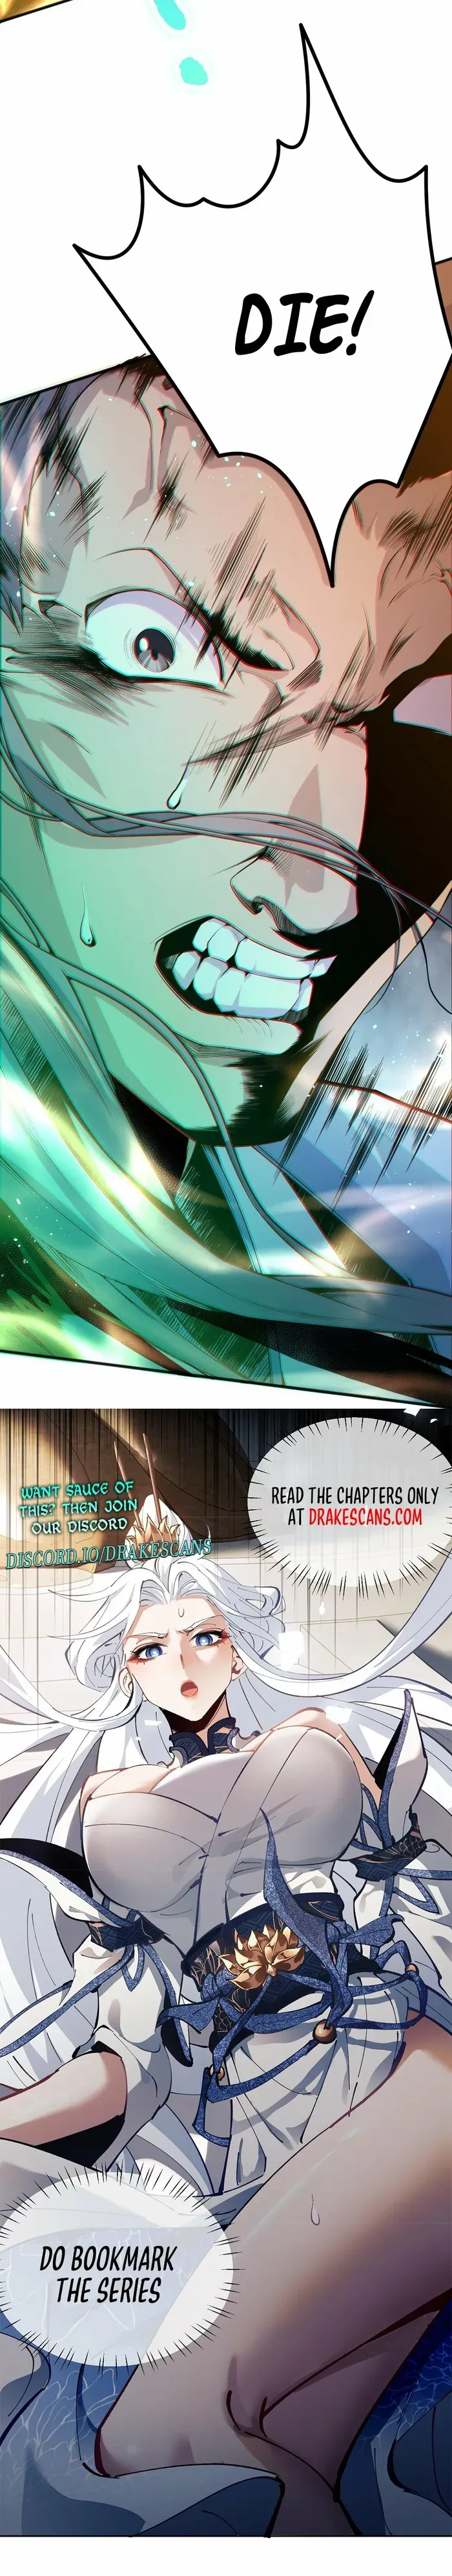 DIE!
WANT SAUCE OF
THIS? THEN JOIN
OUR DISCORD
DISCORD.IO/DRAKESCANS
READ THE CHAPTERS ONLY
AT DRAKESCANS.COM
DO BOOKMARK
THE SERIES